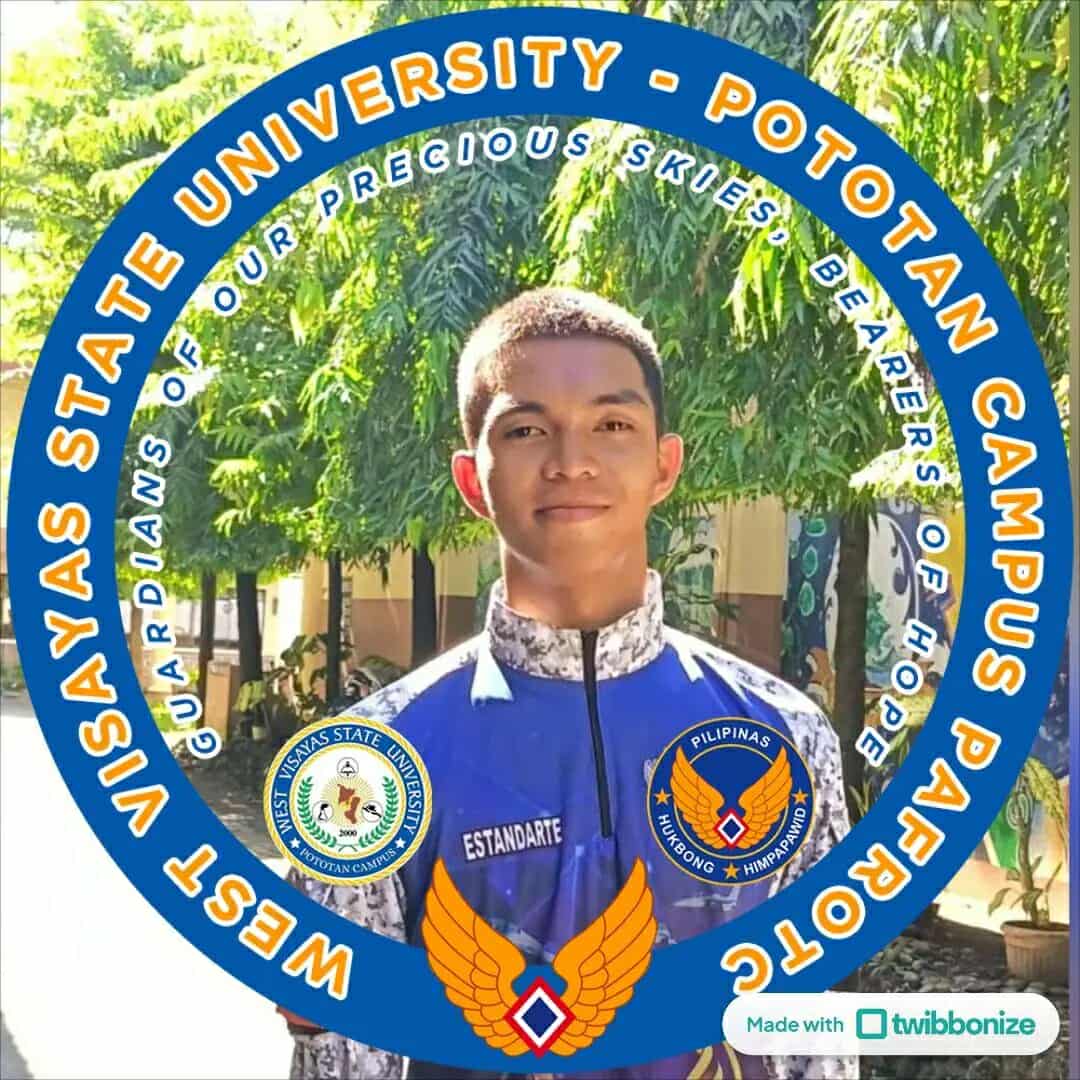 WEST VISAYAS STATE UNIVERSITY - POTOTAN CAMPUS PAFROTC
GUARDIANS OF OUR PRECIOUS SKIES, BEARERS OF HOPE
WEST VISAYAS STATE UNIVERSITY
2000
POTOTAN CAMPUS
PILIPINAS
HUKBONG HIMPAPAWID
ESTANDARTE
Made with twibbonize